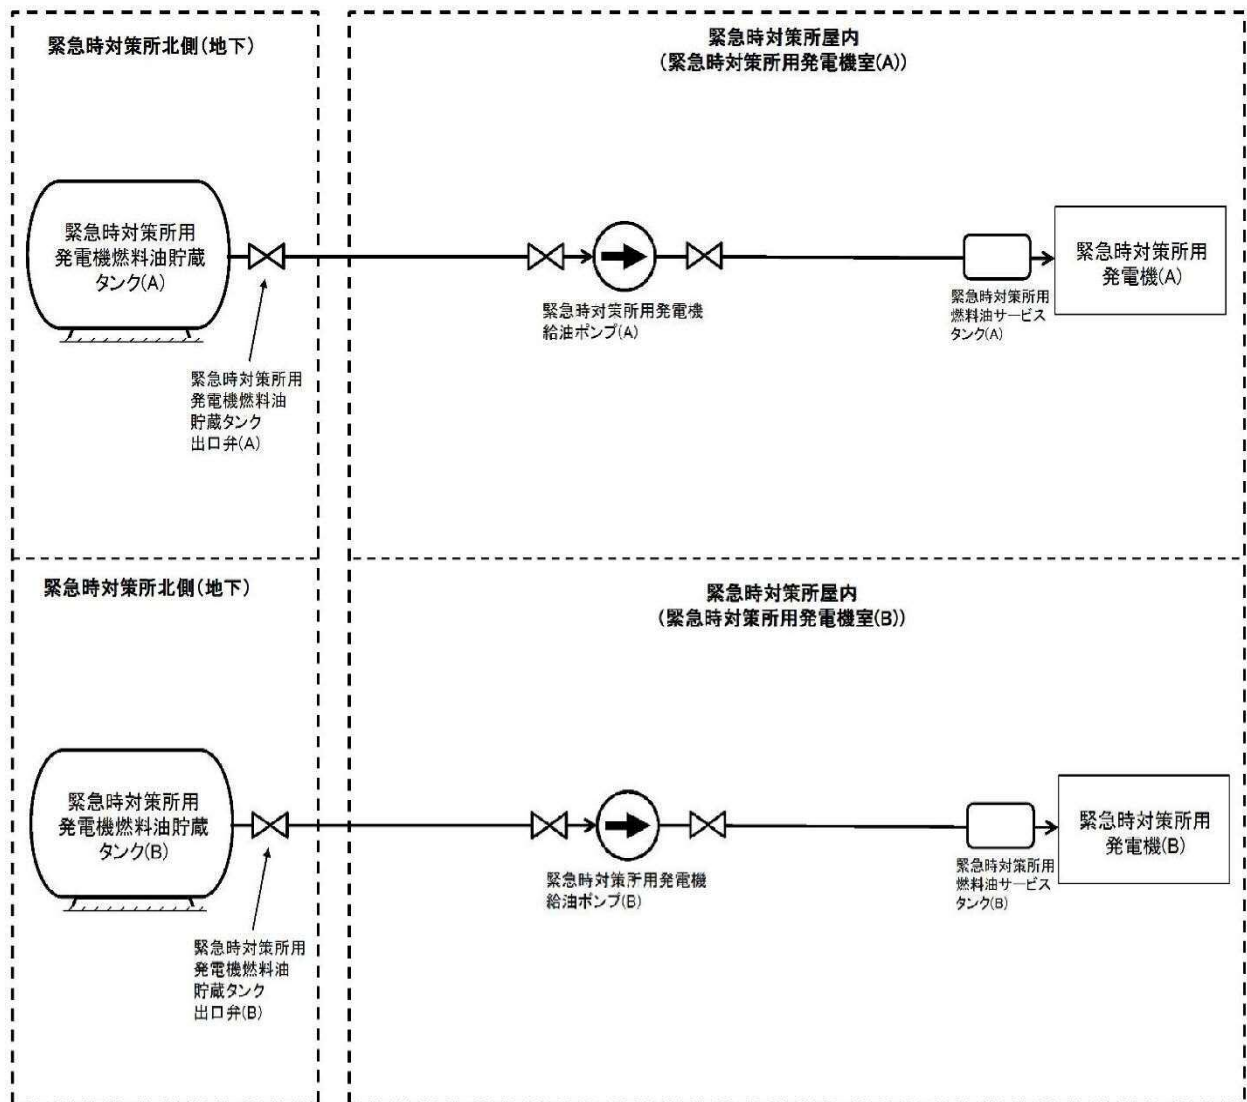 緊急時対策所北側(地下)
緊急時対策所屋内
(緊急時対策所用発電機室(A))
緊急時対策所用
発電機燃料油貯蔵
タンク(A)
緊急時対策所用
発電機燃料油
貯蔵タンク
出口弁(A)
緊急時対策所用発電機
給油ポンプ(A)
緊急時対策所用
燃料油サービス
タンク(A)
緊急時対策所用
発電機(A)
緊急時対策所北側(地下)
緊急時対策所屋内
(緊急時対策所用発電機室(B))
緊急時対策所用
発電機燃料油貯蔵
タンク(B)
緊急時対策所用
発電機燃料油
貯蔵タンク
出口弁(B)
緊急時対策所用発電機
給油ポンプ(B)
緊急時対策所用
燃料油サービス
タンク(B)
緊急時対策所用
発電機(B)